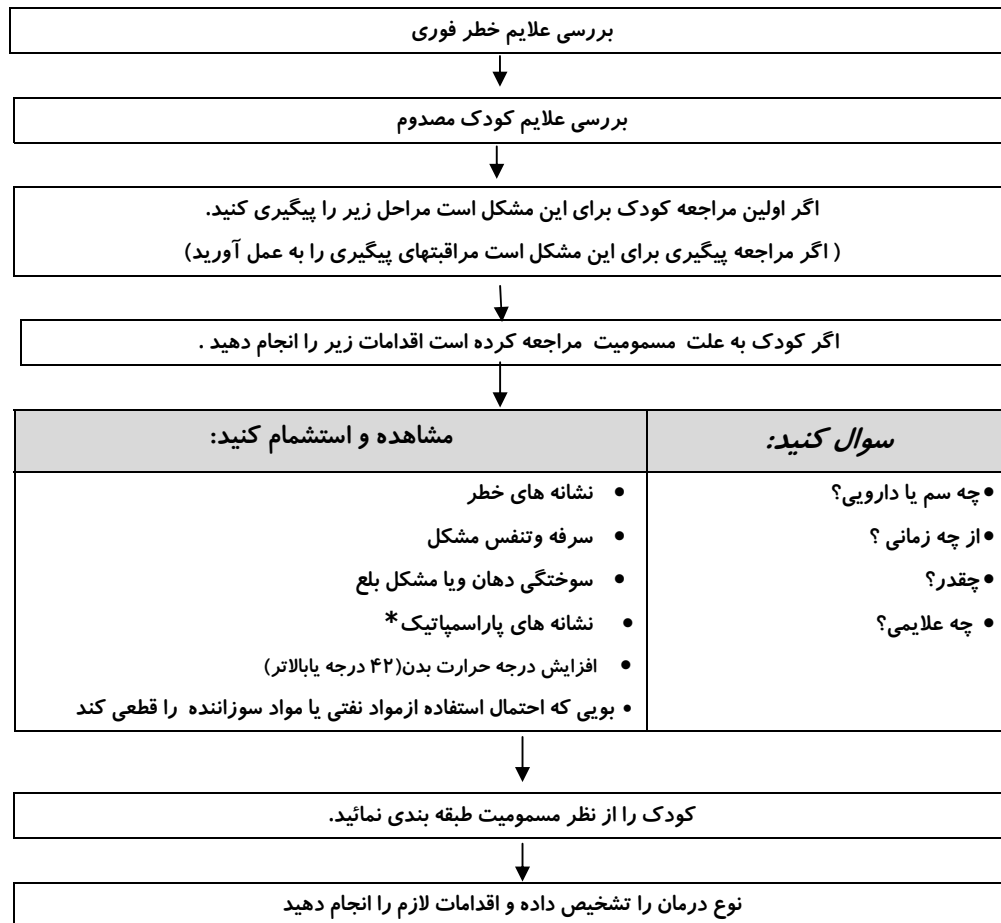 بررسی علایم خطر فوری
بررسی علایم کودک مصدوم
اگر اولین مراجعه کودک برای این مشکل است مراحل زیر را پیگیری کنید.
( اگر مراجعه پیگیری برای این مشکل است مراقبتهای پیگیری را به عمل آورید)
اگر کودک به علت مسمومیت مراجعه کرده است اقدامات زیر را انجام دهید .
سوال کنید:
• چه سم یا دارویی؟
• از چه زمانی ؟
• چقدر؟
• چه علایمی؟
مشاهده و استشمام کنید:
• نشانه های خطر
• سرفه وتنفس مشکل
• سوختگی دهان ویا مشکل بلع
• نشانه های پاراسمپاتیک*
• افزایش درجه حرارت بدن(۴۲ درجه یابالاتر)
• بویی که احتمال استفاده ازمواد نفتی یا مواد سوزاننده را قطعی کند
کودک را از نظر مسمومیت طبقه بندی نمائید.
نوع درمان را تشخیص داده و اقدامات لازم را انجام دهید